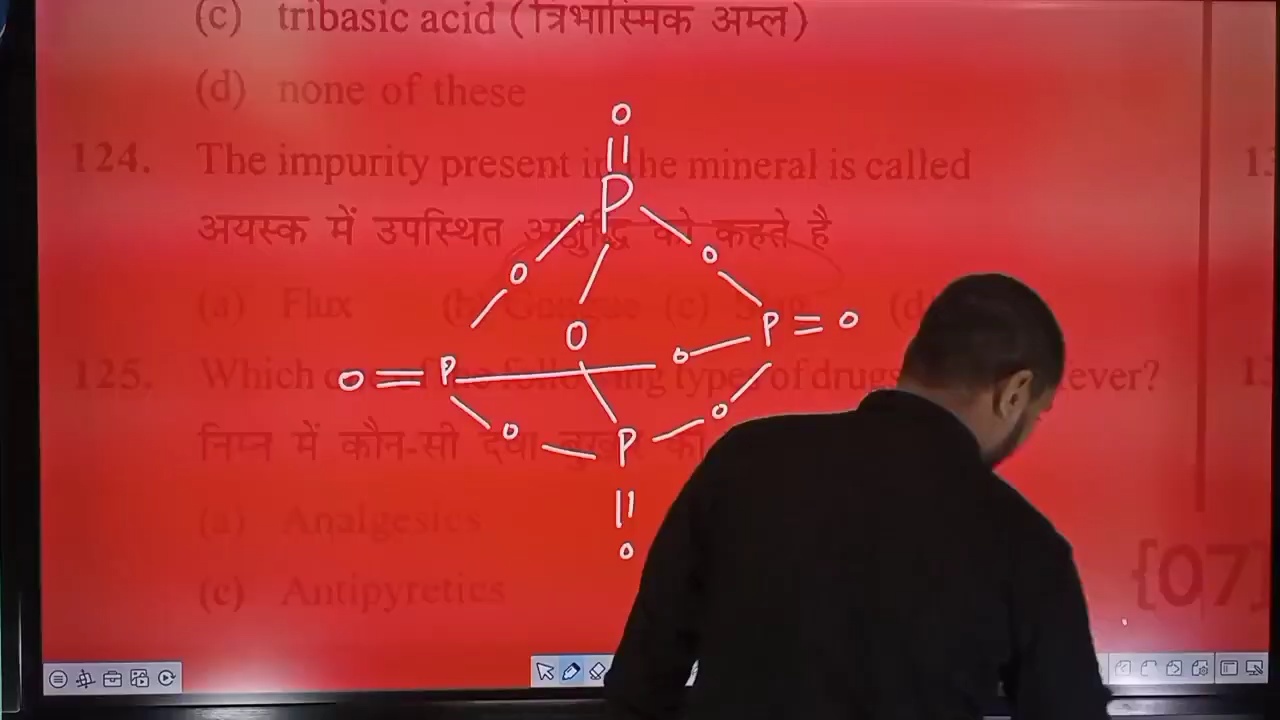 (c) tribasic acid (त्रिभास्मिक अम्ल)
(d) none of these
124. The impurity present in the mineral is called
अयस्क में उपस्थित अशुद्धि को कहते है
(a) Flux (b) Gangue (c) Slag (d)
125. Which of the following type of drugs fever?
निम्न में कौन-सी दवा बुखार
(a) Analgesics
(c) Antipyretics
{07}
O
P
O O
O P = O
O = P O
O P O
O